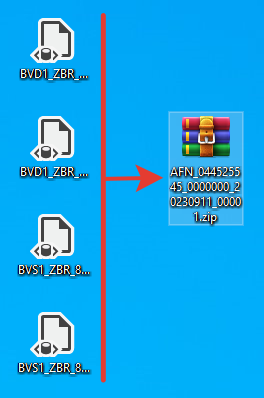 BVD1_ZBR_...
BVD1_ZBR_...
BVS1_ZBR_8...
BVS1_ZBR_8...
AFN_0445255
45_0000000_2
0230911_0000
1.zip